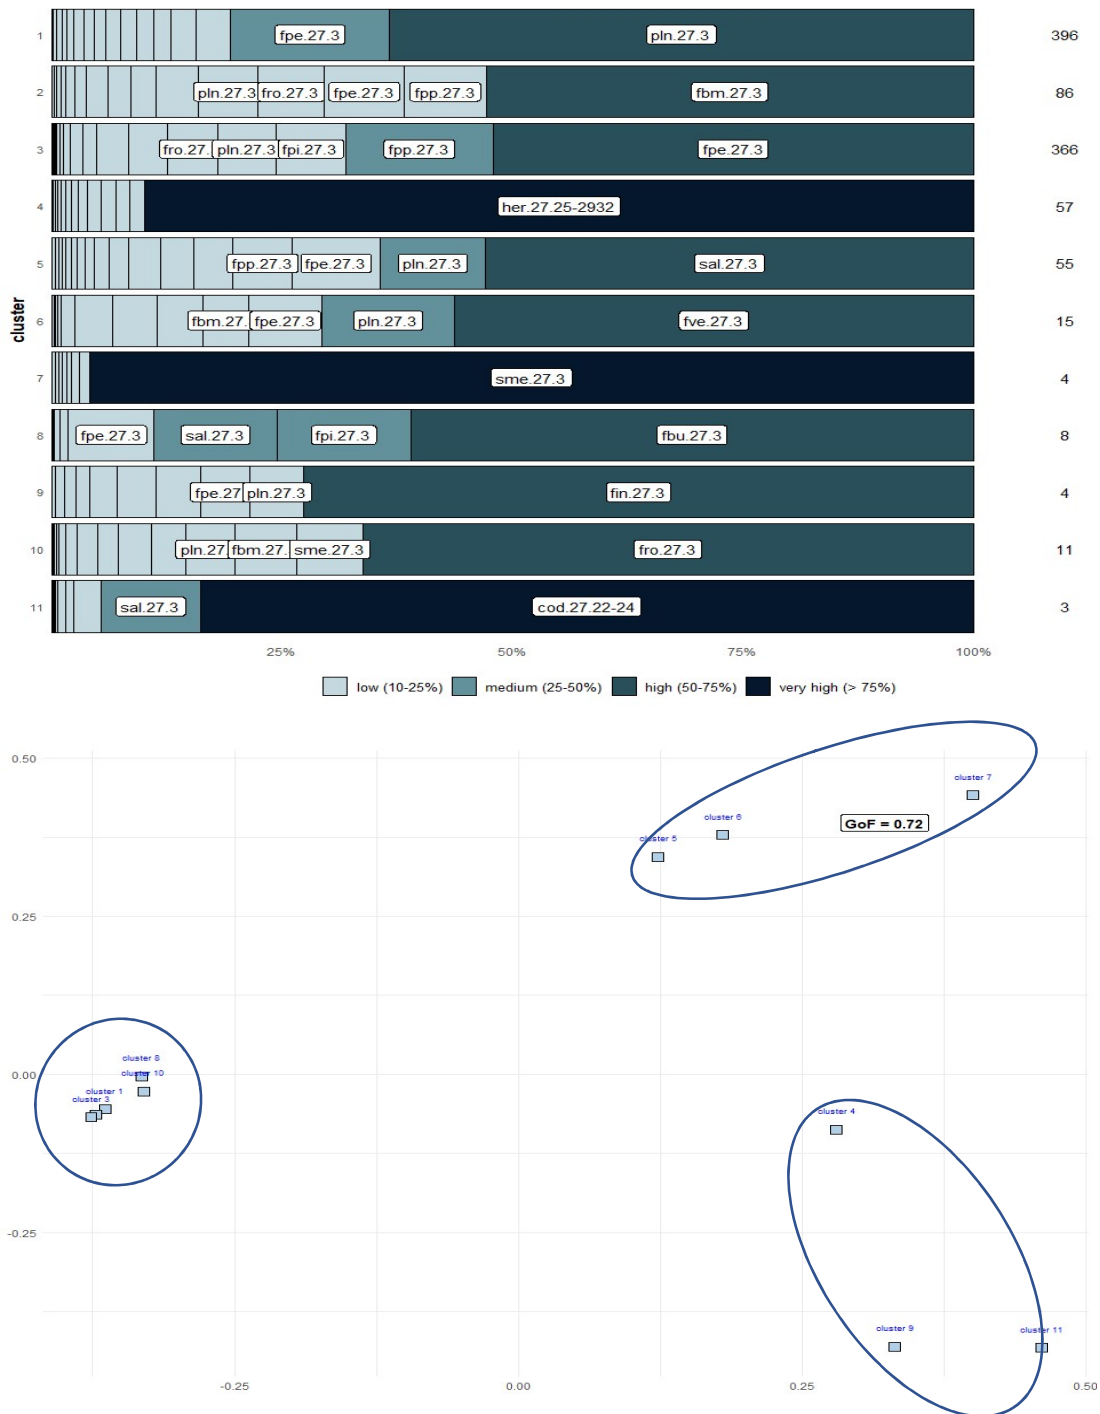 cluster
1 fpe.27.3 pln.27.3 396
2 pln.27.3 fro.27.3 fpe.27.3 fpp.27.3 fbm.27.3 86
3 fro.27. pln.27.3 fpi.27.3 fpp.27.3 fpe.27.3 366
4 her.27.25-2932 57
5 fpp.27.3 fpe.27.3 pln.27.3 sal.27.3 55
6 fbm.27. fpe.27.3 pln.27.3 fve.27.3 15
7 sme.27.3 4
8 fpe.27.3 sal.27.3 fpi.27.3 fbu.27.3 8
9 fpe.27 pln.27.3 fin.27.3 4
10 pln.27. fbm.27. sme.27.3 fro.27.3 11
11 sal.27.3 cod.27.22-24 3
25% 50% 75% 100%
low (10-25%) medium (25-50%) high (50-75%) very high (> 75%)
0.50
cluster 7
cluster 6
GoF = 0.72
cluster 5
0.25
cluster 8
0.00
cluster 10
cluster 1
cluster 3
cluster 4
-0.25
cluster 9 cluster 11
-0.25 0.00 0.25 0.50